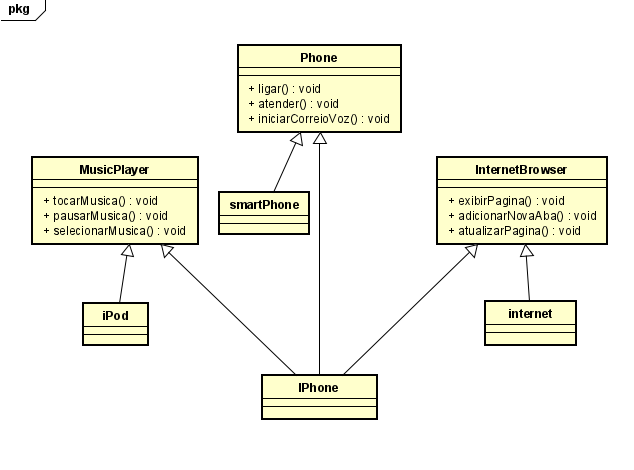 pkg
Phone
+ ligar() : void
+ atender() : void
+ iniciarCorreioVoz() : void
MusicPlayer
+ tocarMusica() : void
+ pausarMusica() : void
+ selecionarMusica() : void
InternetBrowser
+ exibirPagina() : void
+ adicionarNovaAba() : void
+ atualizarPagina() : void
smartPhone
iPod
internet
IPhone